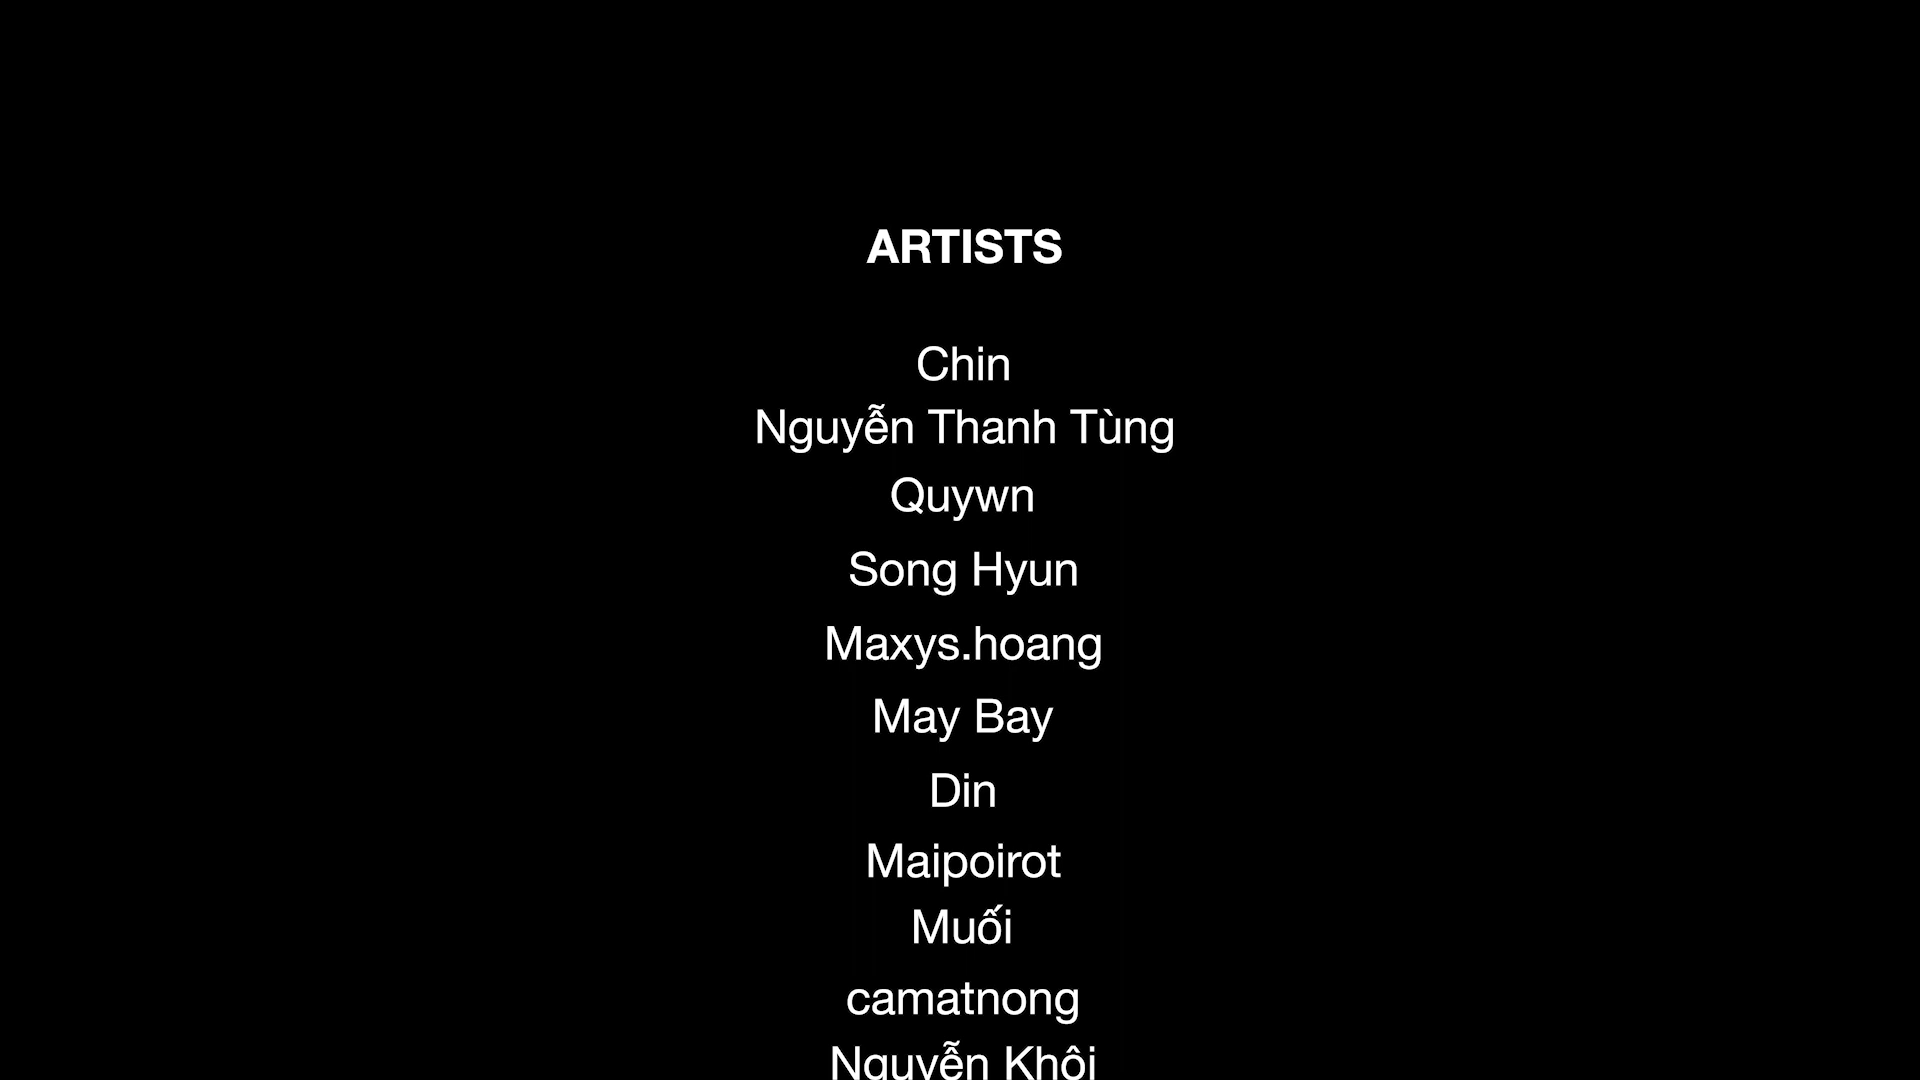 ARTISTS
Chin
Nguyễn Thanh Tùng
Quywn
Song Hyun
Maxys.hoang
May Bay
Din
Maipoirot
Muối
camatnong
Nguyễn Khôi